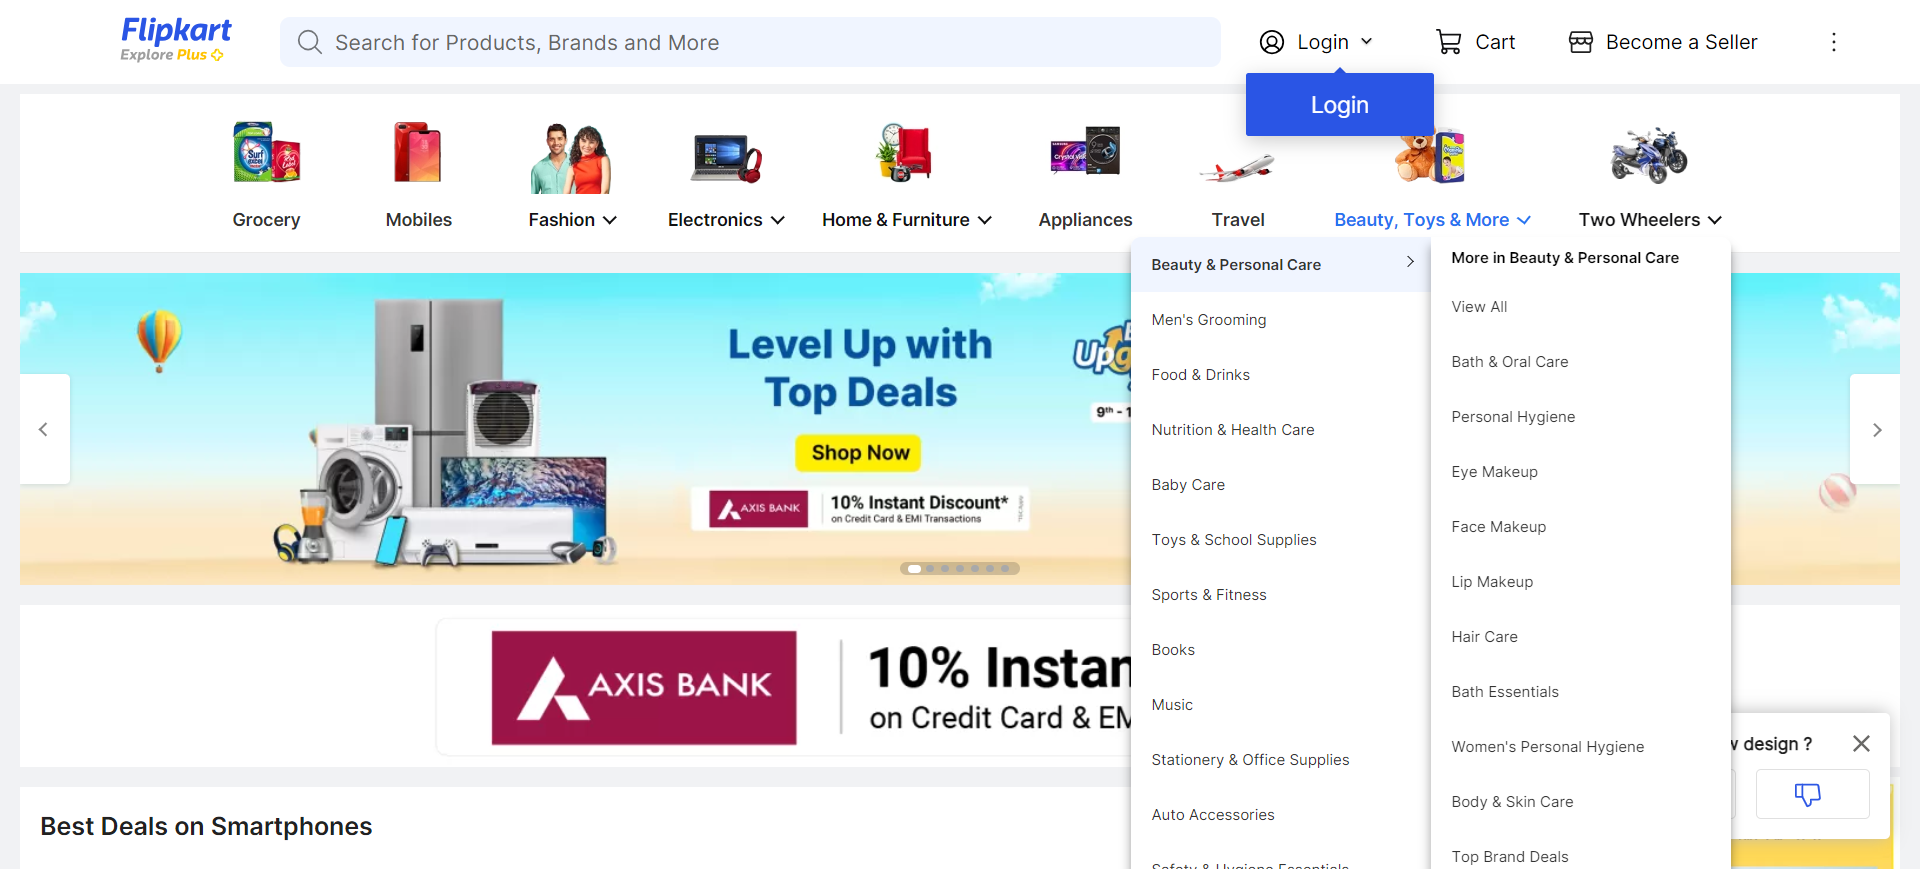 Flipkart
Explore Plus
Search for Products, Brands and More
Login
Cart
Become a Seller
Login
Grocery
Mobiles
Fashion
Electronics
Home & Furniture
Appliances
Travel
Beauty, Toys & More
Two Wheelers
Beauty & Personal Care
Men's Grooming
Food & Drinks
Nutrition & Health Care
Baby Care
Toys & School Supplies
Sports & Fitness
Books
Music
Stationery & Office Supplies
Auto Accessories
Safety & Hygiene Essentials
More in Beauty & Personal Care
View All
Bath & Oral Care
Personal Hygiene
Eye Makeup
Face Makeup
Lip Makeup
Hair Care
Bath Essentials
Women's Personal Hygiene
Body & Skin Care
Top Brand Deals
Level Up with
Top Deals
Shop Now
AXIS BANK
10% Instant Discount*
on Credit Card & EMI Transactions
9th - 1
AXIS BANK
10% Instan
on Credit Card & EM
design ?
Best Deals on Smartphones